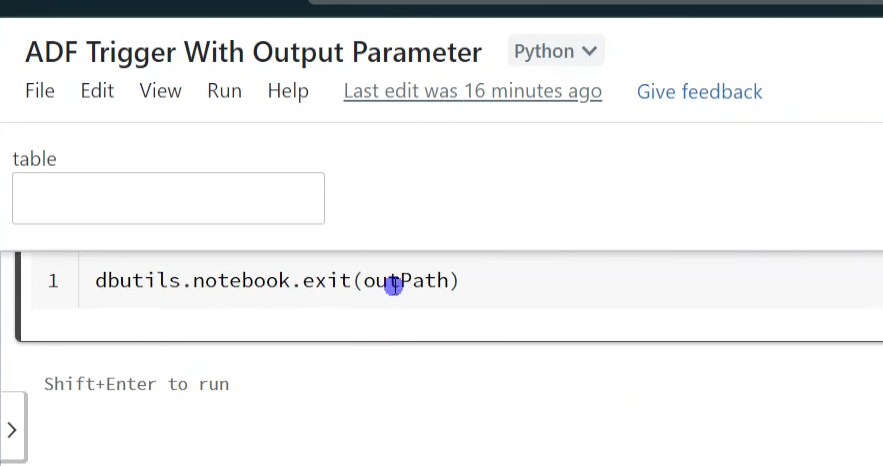 ADF Trigger With Output Parameter Python
File Edit View Run Help Last edit was 16 minutes ago Give feedback
table
1 dbutils.notebook.exit(outPath)
Shift+Enter to run